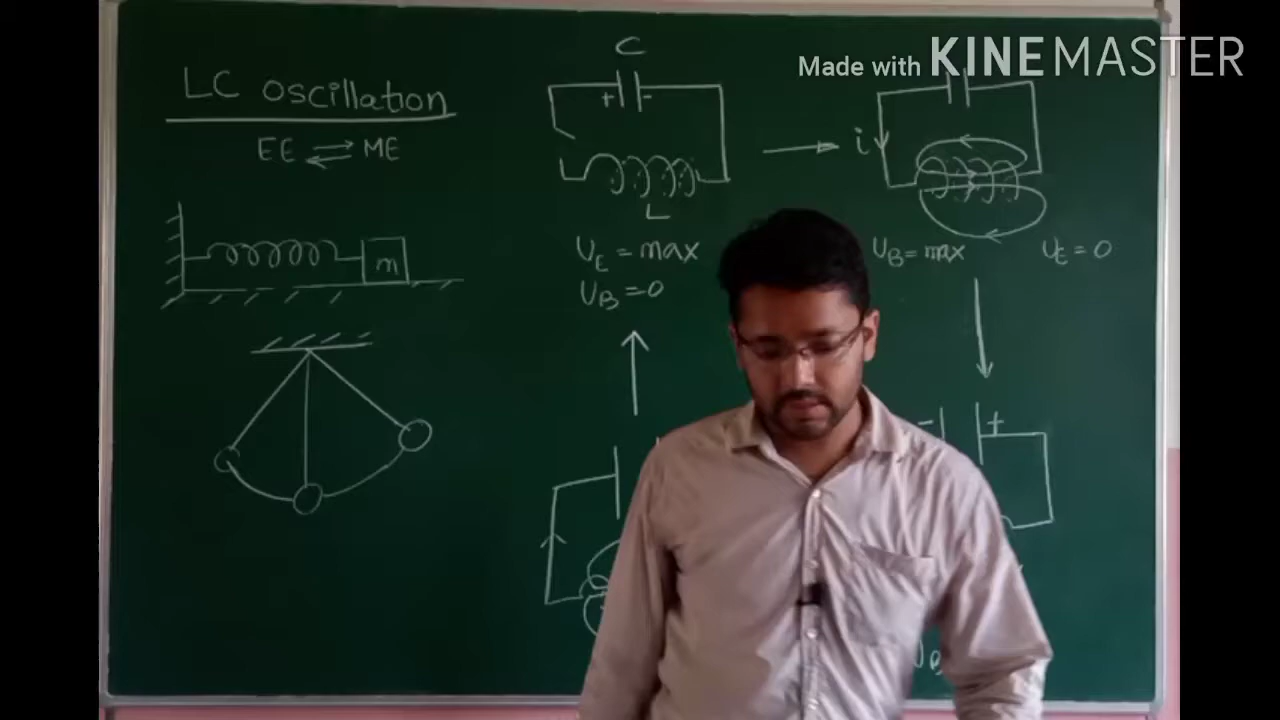 Made with KINEMASTER
LC oscillation
EE ⇌ ME
m
C
+ -
L
U_E = max
U_B = 0
i
U_B = max U_E = 0
- +